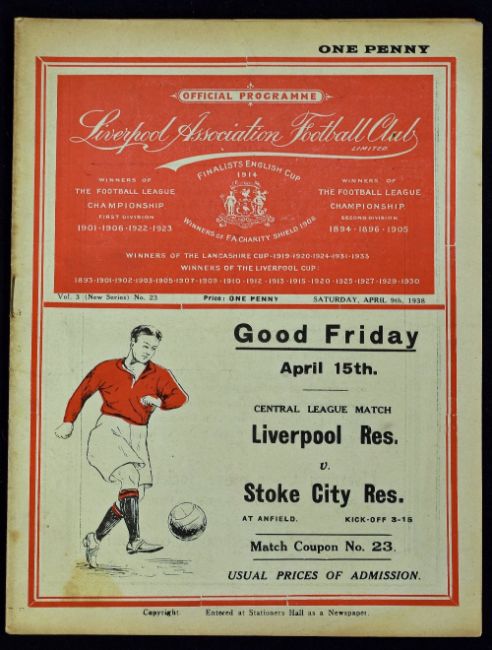 ONE PENNY
OFFICIAL PROGRAMME
Liverpool Association Football Club
LIMITED.
FINALISTS ENGLISH CUP
1914
WINNERS OF
THE FOOTBALL LEAGUE
CHAMPIONSHIP
FIRST DIVISION
1901-1906-1922-1923
WINNERS OF F.A. CHARITY SHIELD 1906
WINNERS OF
THE FOOTBALL LEAGUE
CHAMPIONSHIP
SECOND DIVISION
1894-1896-1905
WINNERS OF THE LANCASHIRE CUP-1919-1920-1924-1931-1933
WINNERS OF THE LIVERPOOL CUP:
1893-1901-1902-1903-1905-1907-1909-1910-1912-1913-1915-1920-1925-1927-1929-1930
Vol. 3 (New Series) No. 23
Price: ONE PENNY
SATURDAY, APRIL 9th, 1938
Good Friday
April 15th.
CENTRAL LEAGUE MATCH
Liverpool Res.
v.
Stoke City Res.
AT ANFIELD. KICK-OFF 3-15
Match Coupon No. 23.
USUAL PRICES OF ADMISSION.
Copyright. Entered at Stationers Hall as a Newspaper.